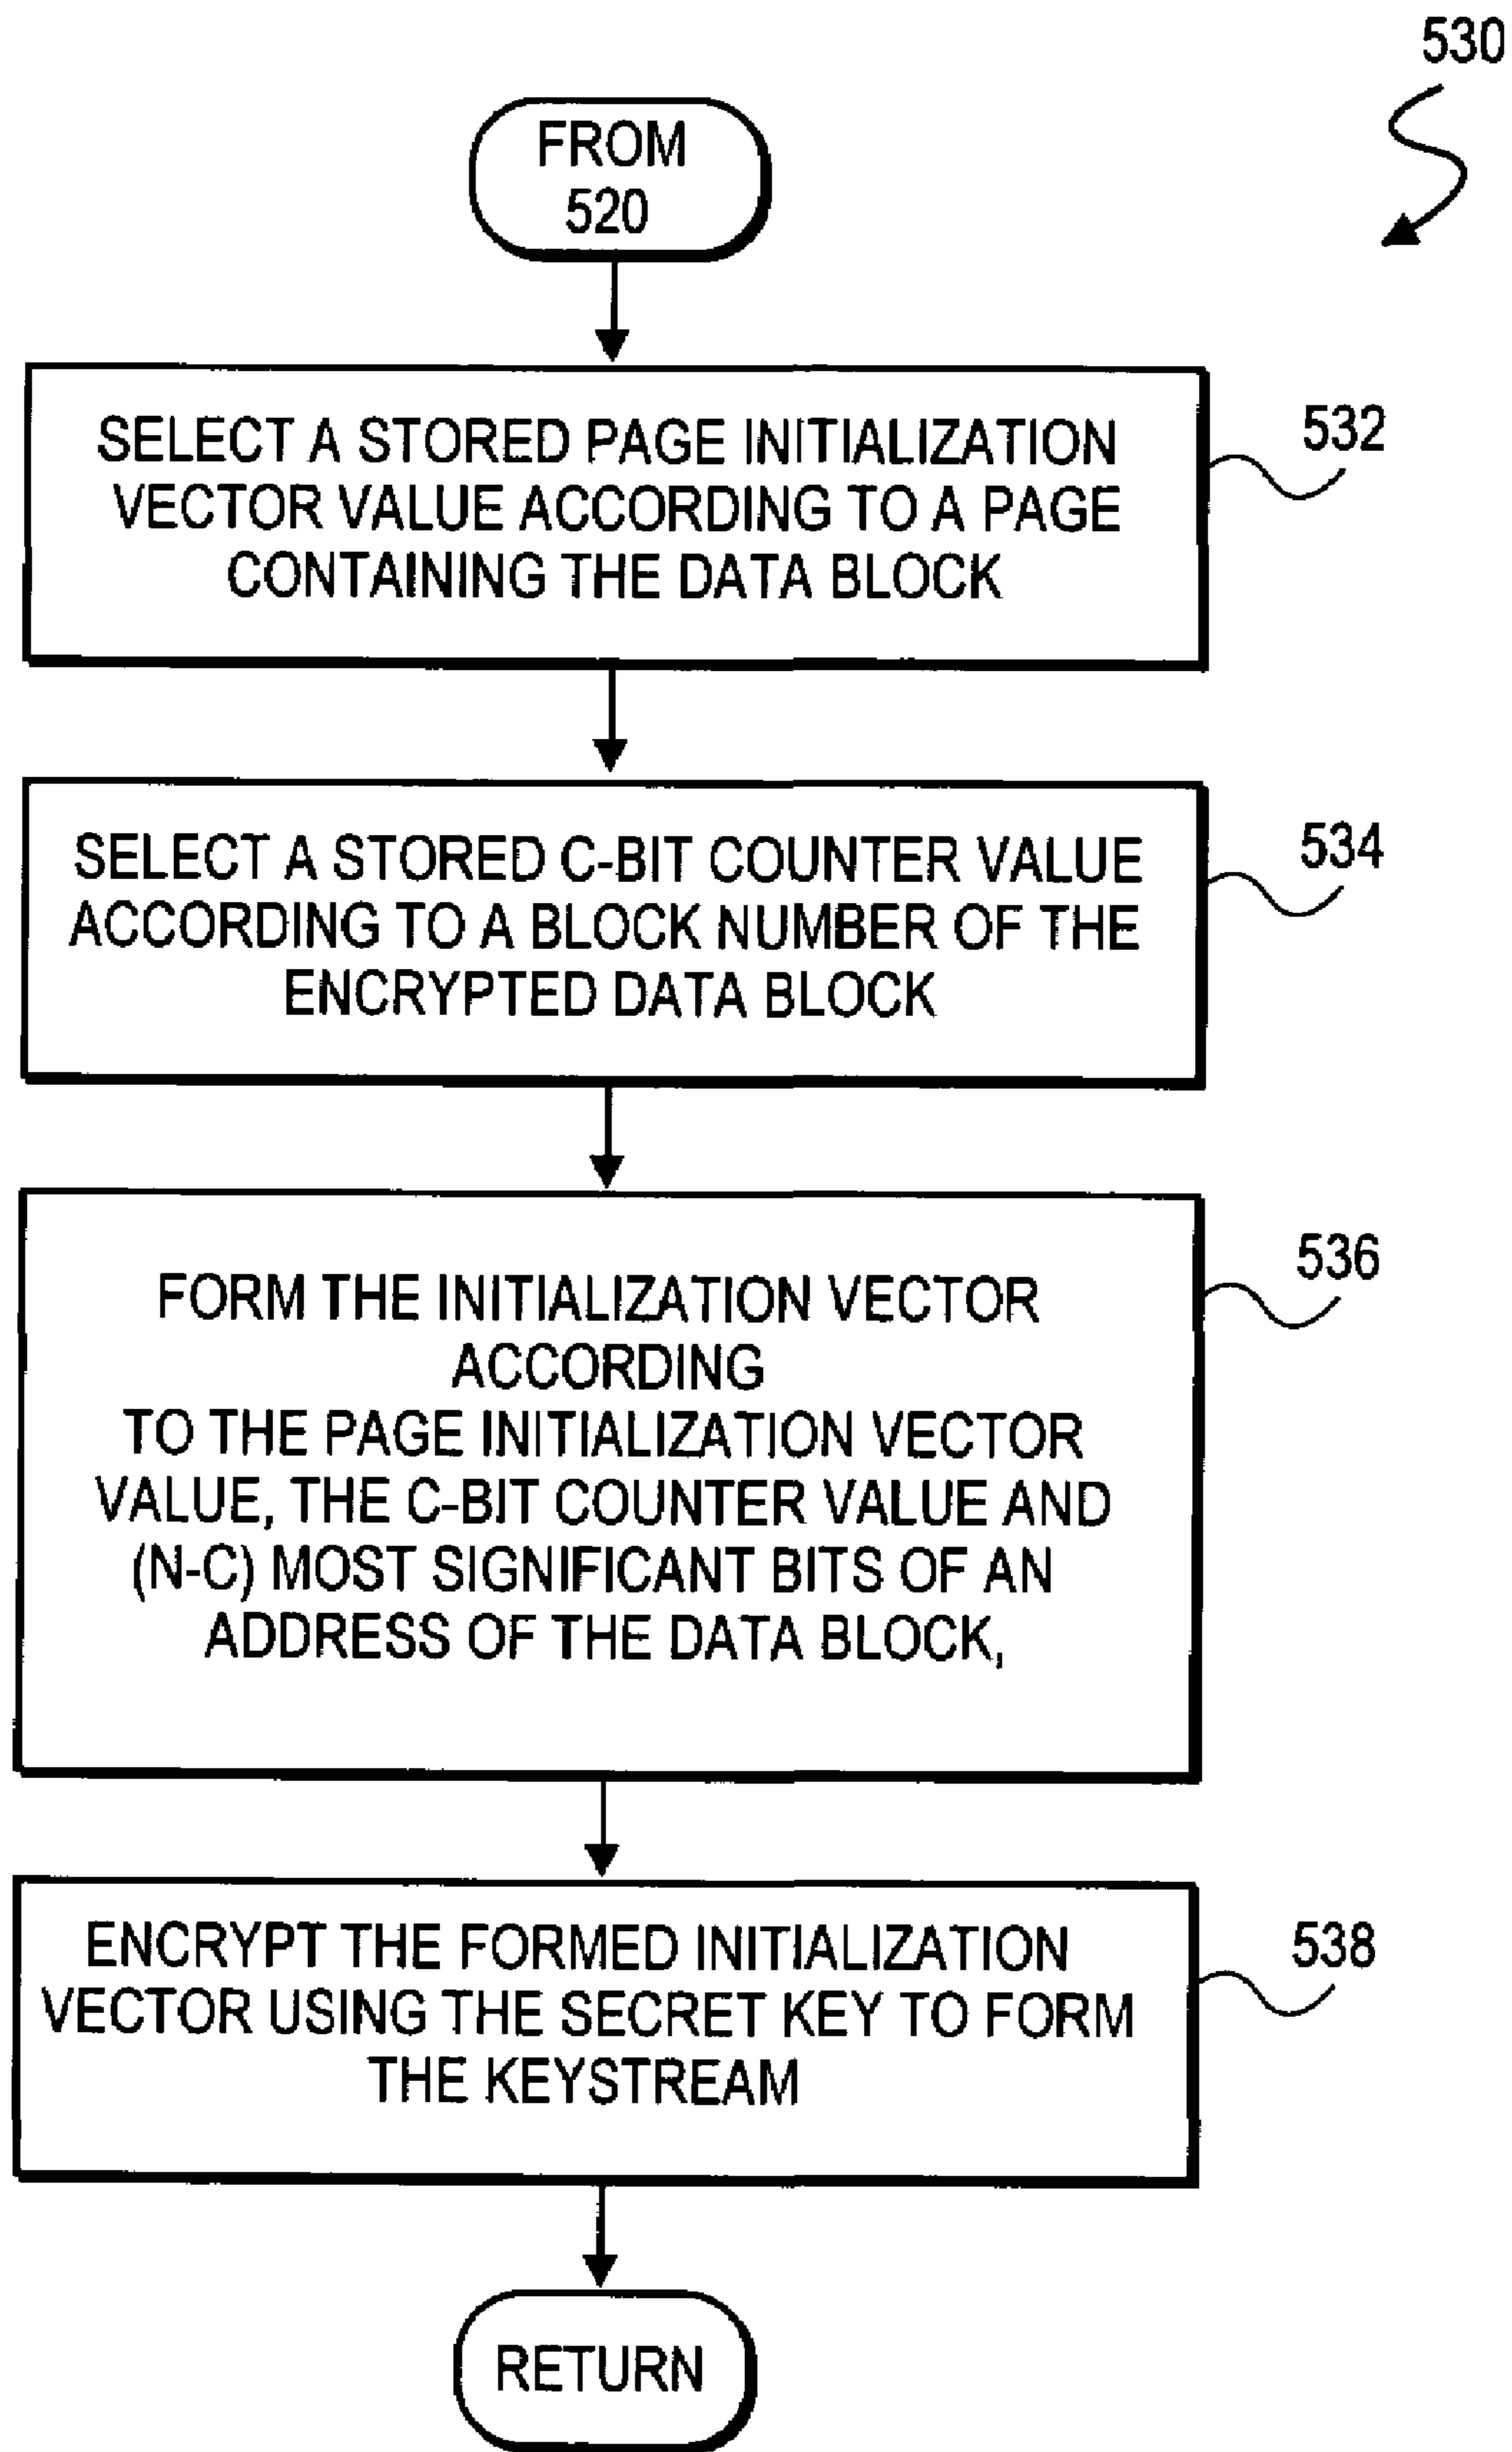 530
FROM
520
SELECT A STORED PAGE INITIALIZATION
VECTOR VALUE ACCORDING TO A PAGE
CONTAINING THE DATA BLOCK
532
SELECT A STORED C-BIT COUNTER VALUE
ACCORDING TO A BLOCK NUMBER OF THE
ENCRYPTED DATA BLOCK
534
FORM THE INITIALIZATION VECTOR
ACCORDING
TO THE PAGE INITIALIZATION VECTOR
VALUE, THE C-BIT COUNTER VALUE AND
(N-C) MOST SIGNIFICANT BITS OF AN
ADDRESS OF THE DATA BLOCK,
536
ENCRYPT THE FORMED INITIALIZATION
VECTOR USING THE SECRET KEY TO FORM
THE KEYSTREAM
538
RETURN